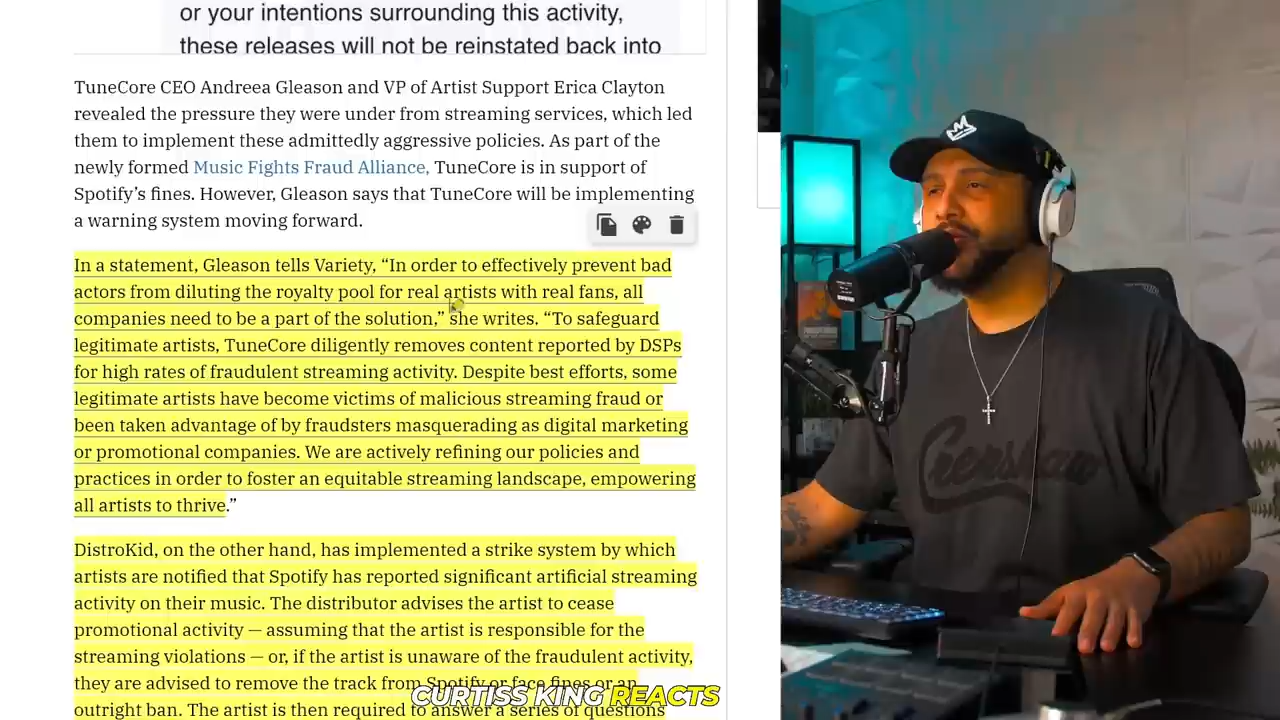 or your intentions surrounding this activity,
these releases will not be reinstated back into
TuneCore CEO Andreea Gleason and VP of Artist Support Erica Clayton
revealed the pressure they were under from streaming services, which led
them to implement these admittedly aggressive policies. As part of the
newly formed Music Fights Fraud Alliance, TuneCore is in support of
Spotify’s fines. However, Gleason says that TuneCore will be implementing
a warning system moving forward.
In a statement, Gleason tells Variety, “In order to effectively prevent bad
actors from diluting the royalty pool for real artists with real fans, all
companies need to be a part of the solution,” she writes. “To safeguard
legitimate artists, TuneCore diligently removes content reported by DSPs
for high rates of fraudulent streaming activity. Despite best efforts, some
legitimate artists have become victims of malicious streaming fraud or
been taken advantage of by fraudsters masquerading as digital marketing
or promotional companies. We are actively refining our policies and
practices in order to foster an equitable streaming landscape, empowering
all artists to thrive.”
DistroKid, on the other hand, has implemented a strike system by which
artists are notified that Spotify has reported significant artificial streaming
activity on their music. The distributor advises the artist to cease
promotional activity — assuming that the artist is responsible for the
streaming violations — or, if the artist is unaware of the fraudulent activity,
they are advised to remove the track from Spotify or face fines or an
outright ban. The artist is then required to answer a series of questions
CURTISS KING REACTS
Crenshaw